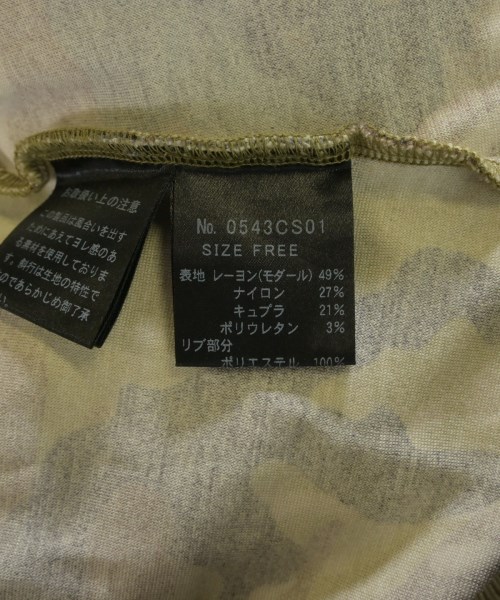 お取扱い上の注意
この商品は風合いを出す
ためにあえてヨレ感のあ
る素材を使用しておりま
す。斜行は生地の特性で
のであらかじめ御了承
No. 0543CS01
SIZE FREE
表地 レーヨン(モダール) 49%
ナイロン 27%
キュプラ 21%
ポリウレタン 3%
リブ部分
ポリエステル 100%